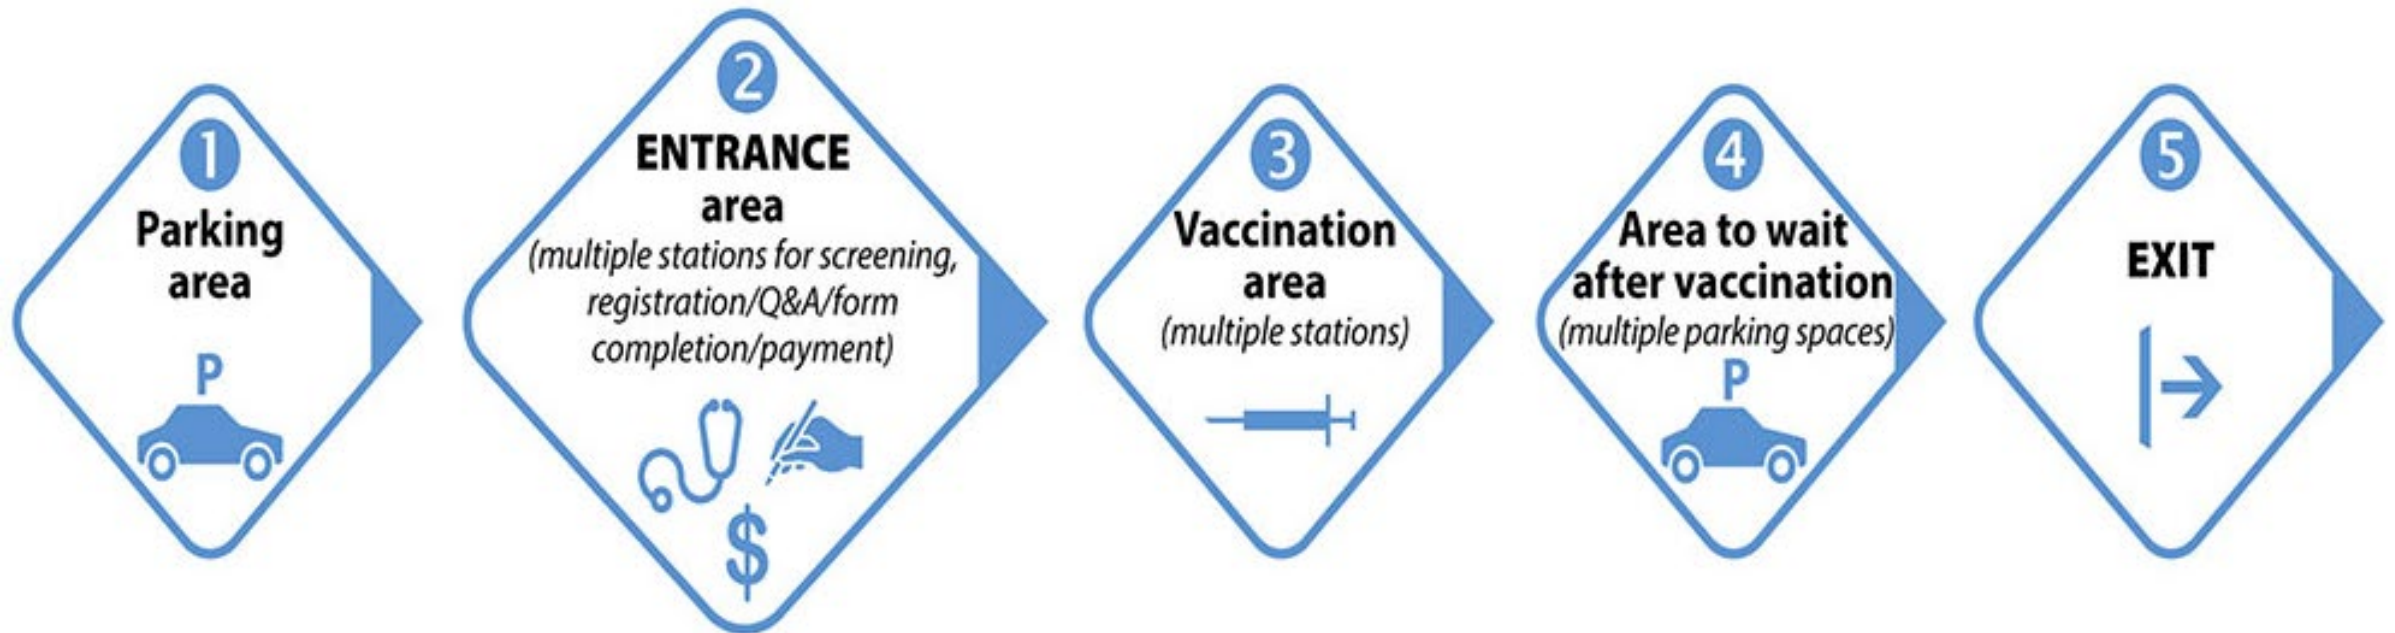 1
Parking
area
P
2
ENTRANCE
area
(multiple stations for screening,
registration/Q&A/form
completion/payment)
$
3
Vaccination
area
(multiple stations)
4
Area to wait
after vaccination
(multiple parking spaces)
P
5
EXIT